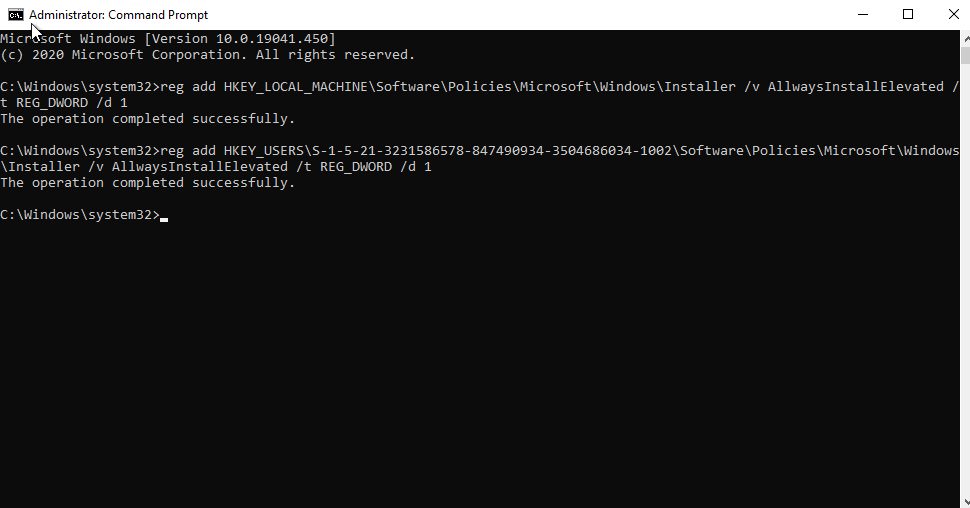 Administrator: Command Prompt
Microsoft Windows [Version 10.0.19041.450]
(c) 2020 Microsoft Corporation. All rights reserved.
C:\Windows\system32>reg add HKEY_LOCAL_MACHINE\Software\Policies\Microsoft\Windows\Installer /v AllwaysInstallElevated /
t REG_DWORD /d 1
The operation completed successfully.
C:\Windows\system32>reg add HKEY_USERS\S-1-5-21-3231586578-847490934-3504686034-1002\Software\Policies\Microsoft\Windows
\Installer /v AllwaysInstallElevated /t REG_DWORD /d 1
The operation completed successfully.
C:\Windows\system32>